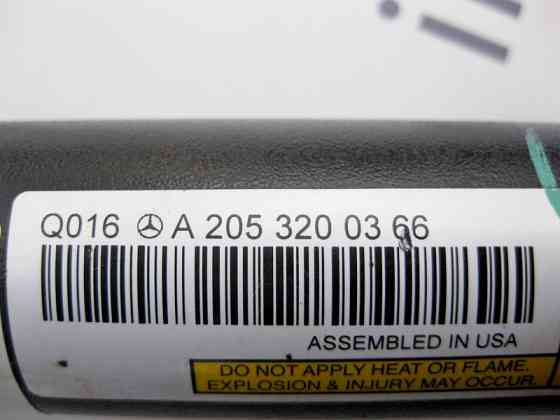 Q016 A 205 320 03 66
ASSEMBLED IN USA
DO NOT APPLY HEAT OR FLAME.
EXPLOSION & INJURY MAY OCCUR.